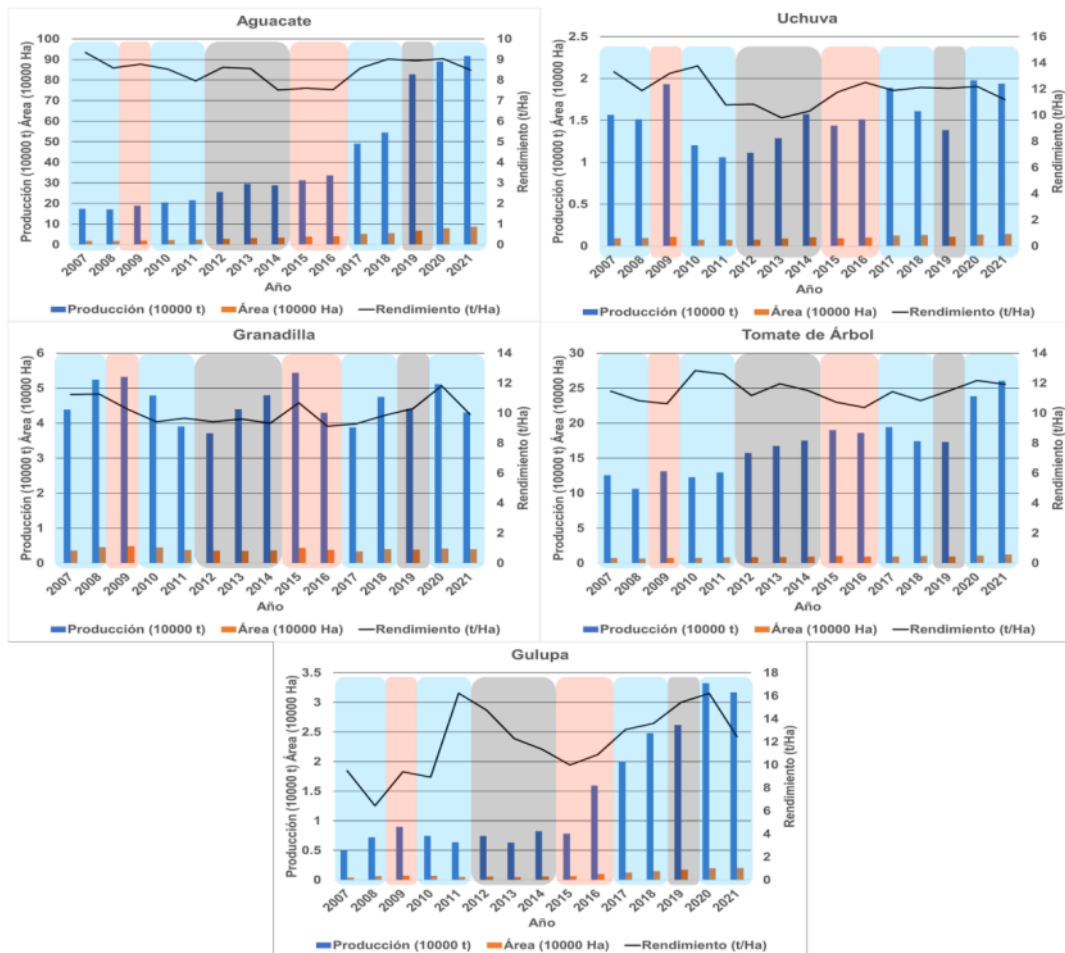 Aguacate
Producción (10000 t) Área (10000 Ha)
100
90
80
70
60
50
40
30
20
10
0
10
9
8
7
6
5
4
3
2
1
0
Rendimiento (t/Ha)
2007 2008 2009 2010 2011 2012 2013 2014 2015 2016 2017 2018 2019 2020 2021
Año
Producción (10000 t) Área (10000 Ha) Rendimiento (t/Ha)
Uchuva
Producción (10000 t) Área (10000 Ha)
2.5
2
1.5
1
0.5
0
16
14
12
10
8
6
4
2
0
Rendimiento (t/Ha)
2007 2008 2009 2010 2011 2012 2013 2014 2015 2016 2017 2018 2019 2020 2021
Año
Producción (10000 t) Área (10000 Ha) Rendimiento (t/Ha)
Granadilla
Producción (10000 t) Área (10000 Ha)
6
5
4
3
2
1
0
14
12
10
8
6
4
2
0
Rendimiento (t/Ha)
2007 2008 2009 2010 2011 2012 2013 2014 2015 2016 2017 2018 2019 2020 2021
Año
Producción (10000 t) Área (10000 Ha) Rendimiento (t/Ha)
Tomate de Árbol
Producción (10000 t) Área (10000 Ha)
30
25
20
15
10
5
0
14
12
10
8
6
4
2
0
Rendimiento (t/Ha)
2007 2008 2009 2010 2011 2012 2013 2014 2015 2016 2017 2018 2019 2020 2021
Año
Producción (10000 t) Área (10000 Ha) Rendimiento (t/Ha)
Gulupa
Producción (10000 t) Área (10000 Ha)
3.5
3
2.5
2
1.5
1
0.5
0
18
16
14
12
10
8
6
4
2
0
Rendimiento (t/Ha)
2007 2008 2009 2010 2011 2012 2013 2014 2015 2016 2017 2018 2019 2020 2021
Año
Producción (10000 t) Área (10000 Ha) Rendimiento (t/Ha)